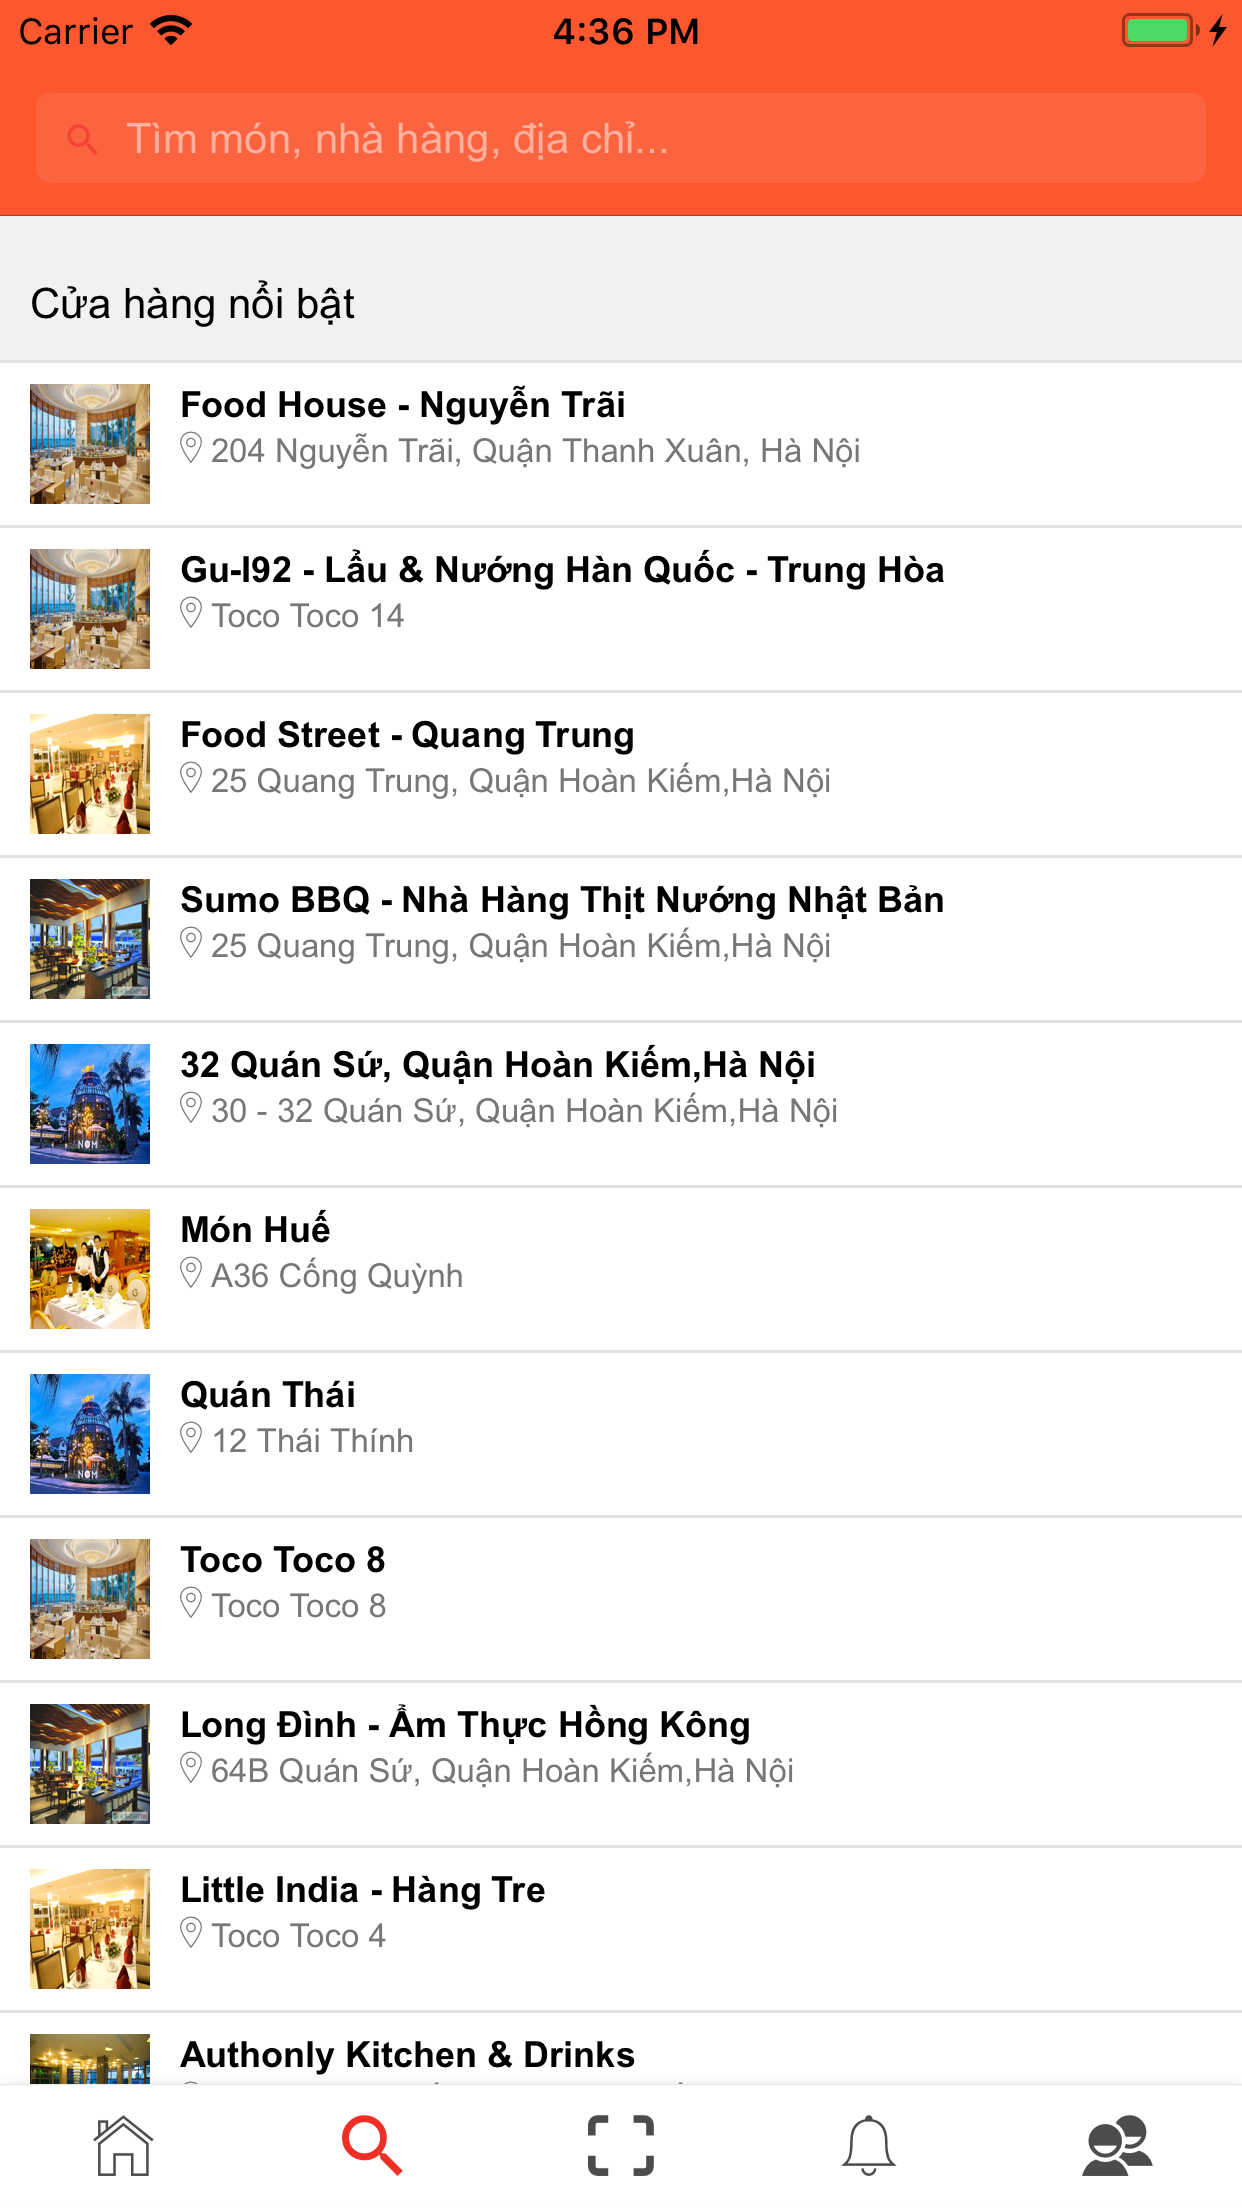 Carrier
4:36 PM
Tìm món, nhà hàng, địa chỉ...
Cửa hàng nổi bật
Food House - Nguyễn Trãi
204 Nguyễn Trãi, Quận Thanh Xuân, Hà Nội
Gu-I92 - Lẩu & Nướng Hàn Quốc - Trung Hòa
Toco Toco 14
Food Street - Quang Trung
25 Quang Trung, Quận Hoàn Kiếm,Hà Nội
Sumo BBQ - Nhà Hàng Thịt Nướng Nhật Bản
25 Quang Trung, Quận Hoàn Kiếm,Hà Nội
32 Quán Sứ, Quận Hoàn Kiếm,Hà Nội
30 - 32 Quán Sứ, Quận Hoàn Kiếm,Hà Nội
NOM
Món Huế
A36 Cống Quỳnh
Quán Thái
12 Thái Thính
NOM
Toco Toco 8
Toco Toco 8
Long Đình - Ẩm Thực Hồng Kông
64B Quán Sứ, Quận Hoàn Kiếm,Hà Nội
Little India - Hàng Tre
Toco Toco 4
Authonly Kitchen & Drinks